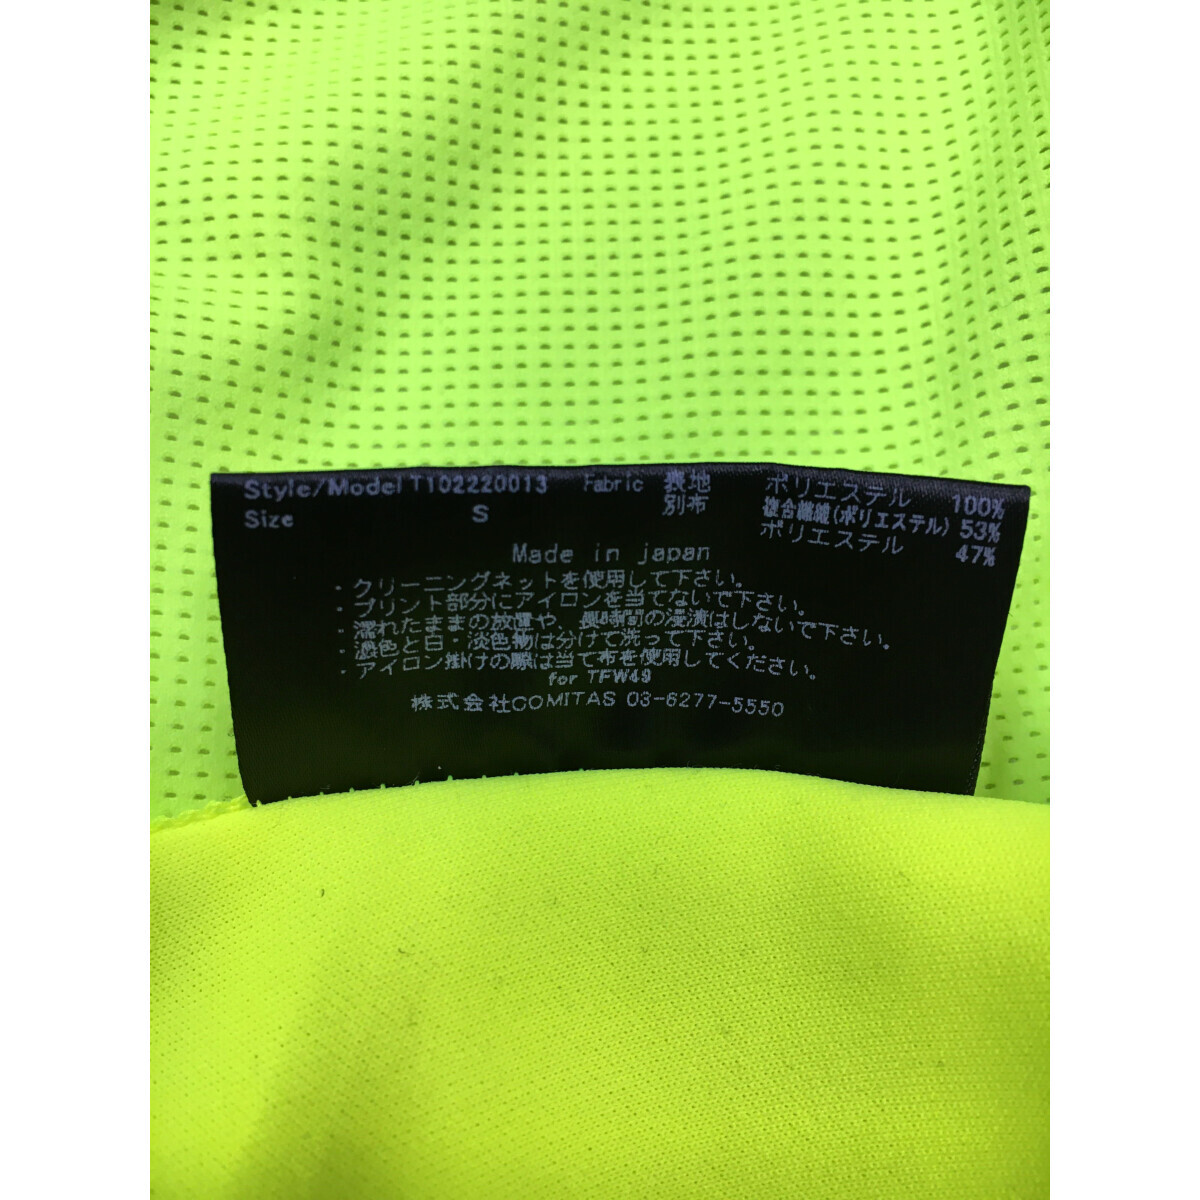 Style/Model T102220013 Fabric 表地 ポリエステル 100%
Size S 別布 複合繊維(ポリエステル) 53%
ポリエステル 47%
Made in japan
・クリーニングネットを使用して下さい。
・プリント部分にアイロンを当てないで下さい。
・濡れたままの放置や、長時間の浸漬はしないで下さい。
・濃色と白・淡色物は分けて洗って下さい。
・アイロン掛けの際は当て布を使用してください。
for TFW49
株式会社COMITAS 03-6277-5550